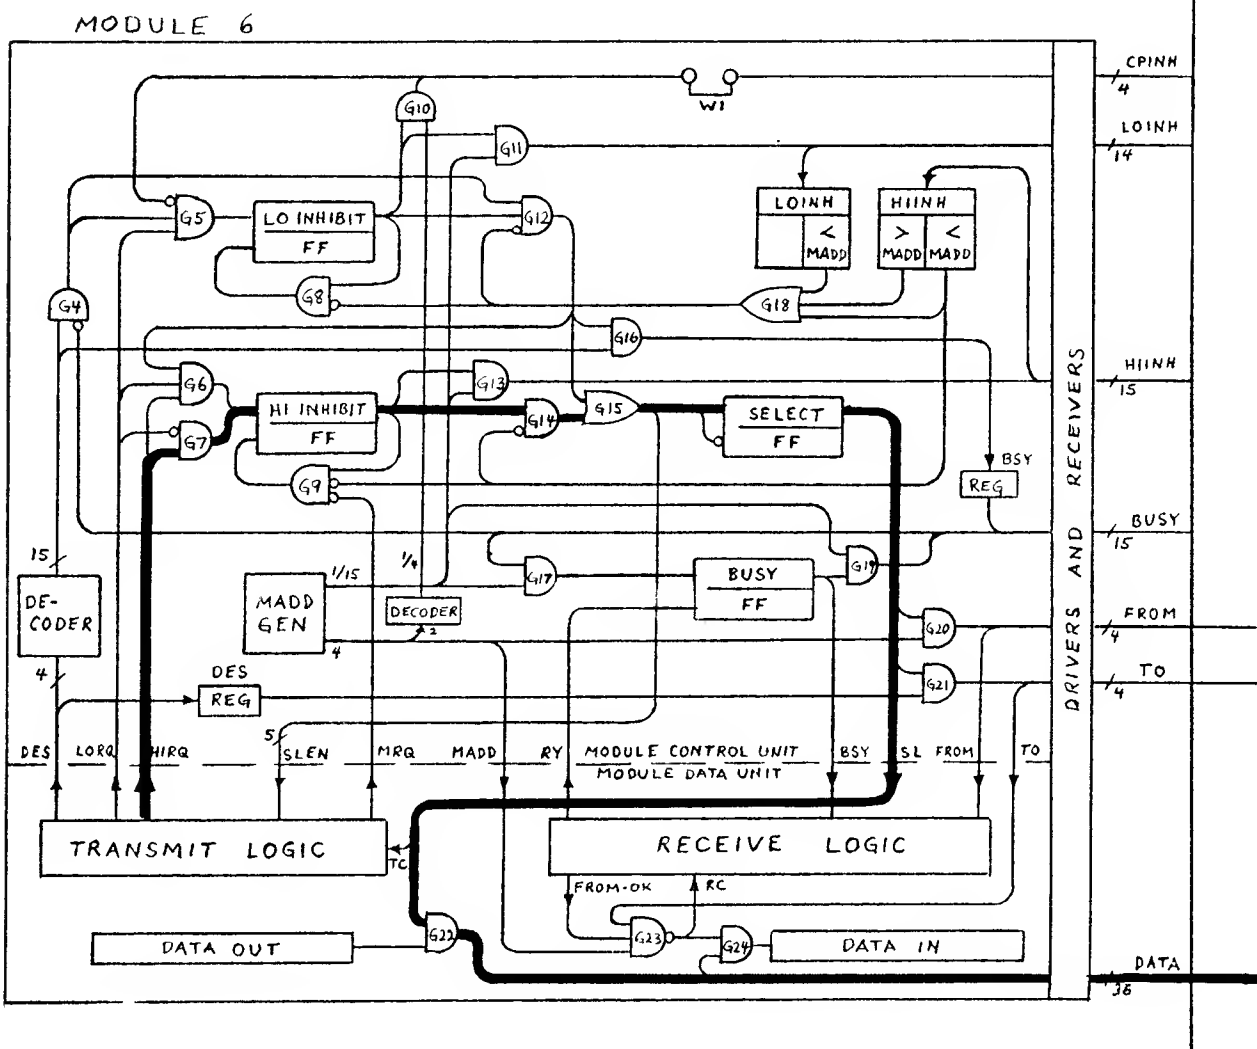 MODULE 6
CPINH
4
W1
G10
LOINH
14
G11
G5
LO INHIBIT
FF
G12
LOINH
<
MADD
HIINH
> <
MADD MADD
G4
G8
G18
G16
HIINH
15
G6
G13
HI INHIBIT
FF
G7
G14
G15
SELECT
FF
G9
BSY
REG
DRIVERS AND RECEIVERS
BUSY
15
15
DE-
CODER
4
MADD
GEN
1/15
4
1/4
DECODER
2
G17
BUSY
FF
G19
G20
FROM
4
G21
TO
4
DES
REG
5
DES LORQ HIRQ SLEN MRQ MADD RY MODULE CONTROL UNIT BSY SL FROM TO
MODULE DATA UNIT
TRANSMIT LOGIC
TC
RECEIVE LOGIC
FROM-OK
RC
DATA OUT
G22
G23
G24
DATA IN
DATA
36